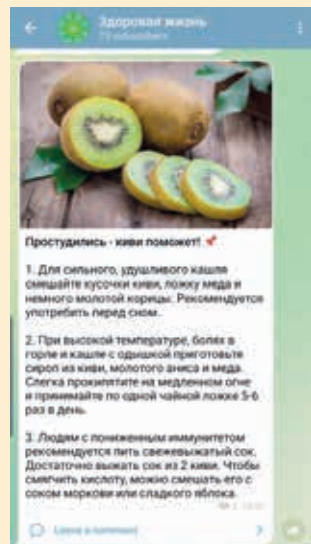 Здоровая жизнь
subscribers
Простудились - киви поможет!
1. Для сильного, удушливого кашля
смешайте кусочки киви, ложку меда и
немного молотой корицы. Рекомендуется
употребить перед сном.
2. При высокой температуре, болях в
горле и кашле с одышкой приготовьте
сироп из киви, молотого аниса и меда.
Слегка прокипятите на медленном огне
и принимайте по одной чайной ложке 5-6
раз в день.
3. Людям с пониженным иммунитетом
рекомендуется пить свежевыжатый сок.
Достаточно выжать сок из 2 киви. Чтобы
смягчить кислоту, можно смешать его с
соком моркови или сладкого яблока.
Leave a comment